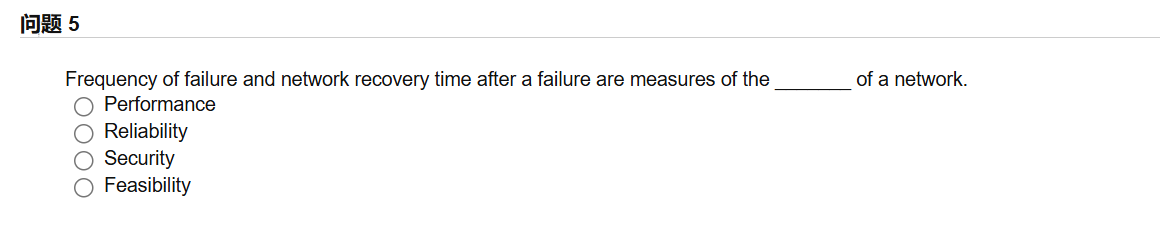 问题 5
Frequency of failure and network recovery time after a failure are measures of the _______ of a network.
Performance
Reliability
Security
Feasibility